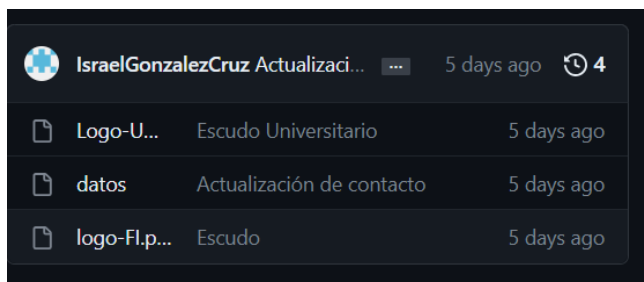 IsraelGonzalezCruz Actualizaci... ... 5 days ago 4
Logo-U... Escudo Universitario 5 days ago
datos Actualización de contacto 5 days ago
logo-FI.p... Escudo 5 days ago